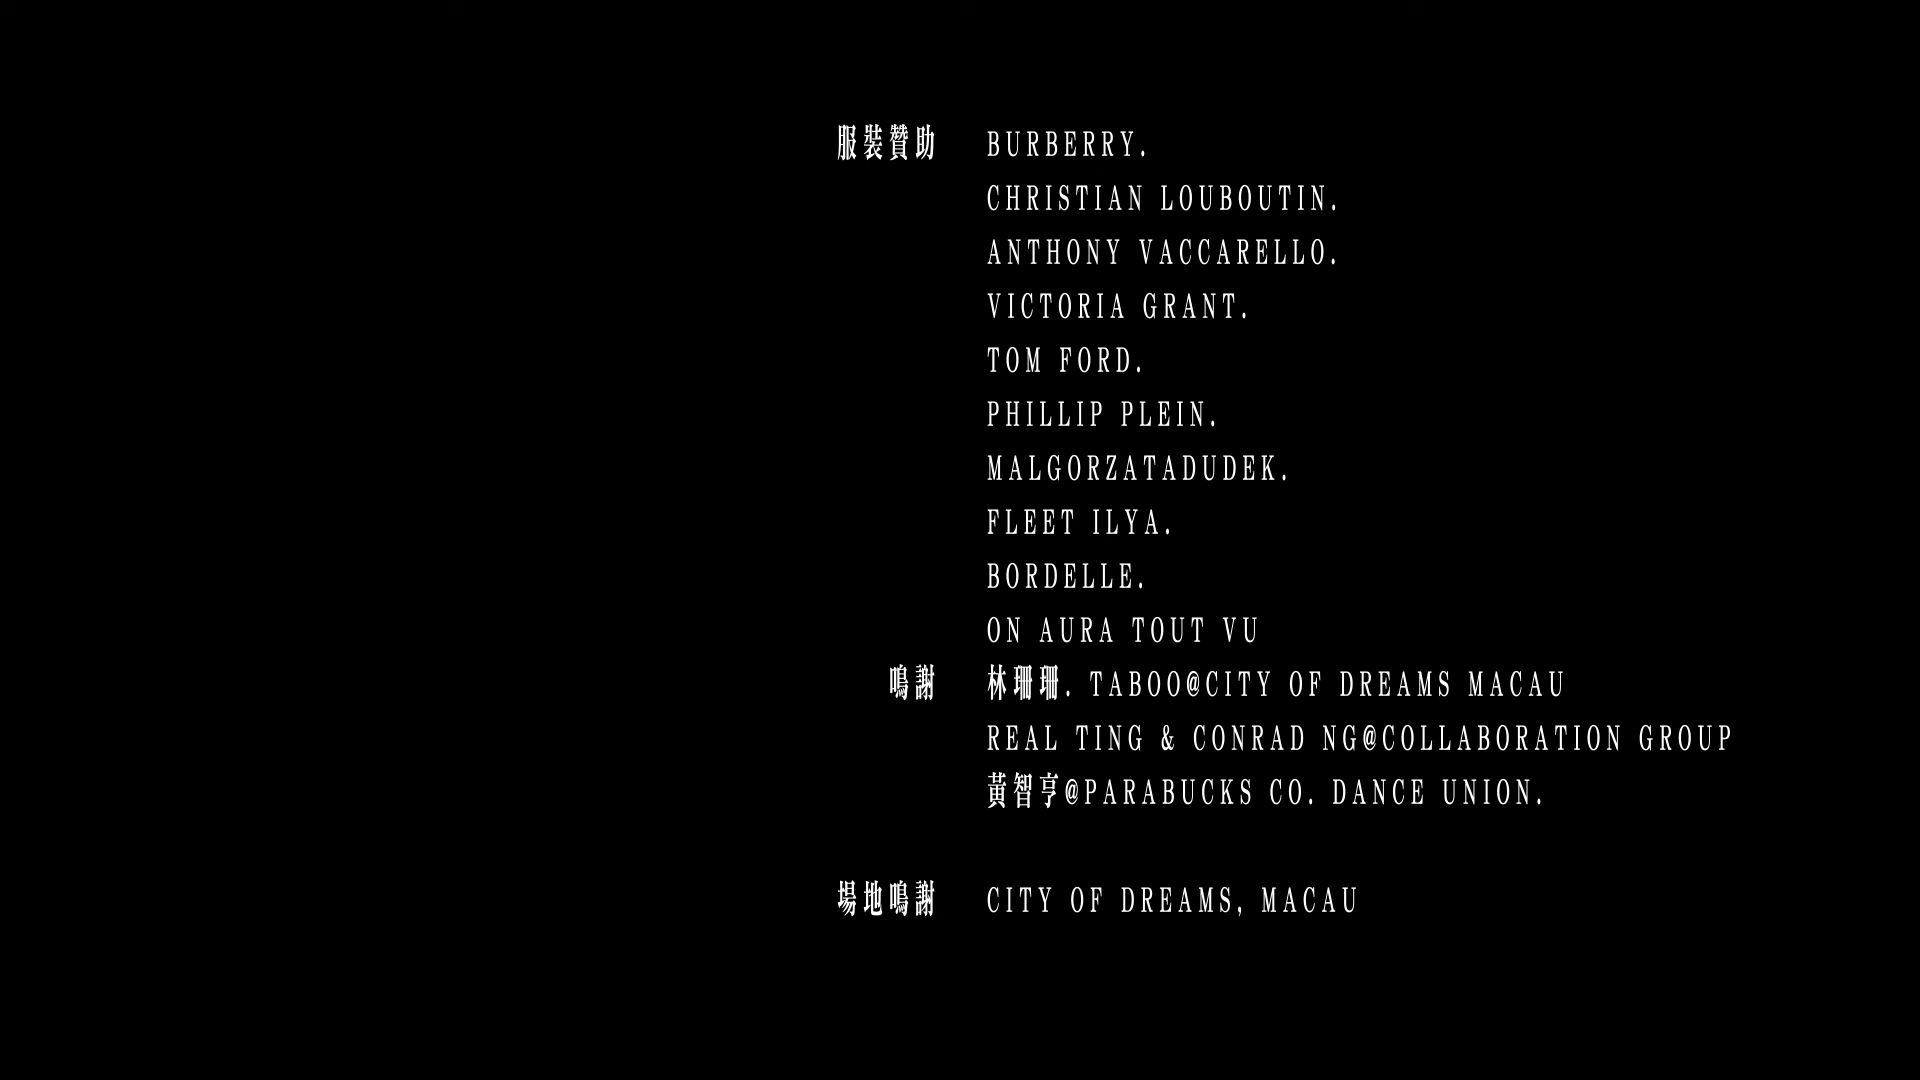 服裝贊助 BURBERRY.
CHRISTIAN LOUBOUTIN.
ANTHONY VACCARELLO.
VICTORIA GRANT.
TOM FORD.
PHILLIP PLEIN.
MALGORZATADUDEK.
FLEET ILYA.
BORDELLE.
ON AURA TOUT VU
鳴謝 林珊珊. TABOO@CITY OF DREAMS MACAU
REAL TING & CONRAD NG@COLLABORATION GROUP
黃智亨@PARABUCKS CO. DANCE UNION.
場地鳴謝 CITY OF DREAMS, MACAU